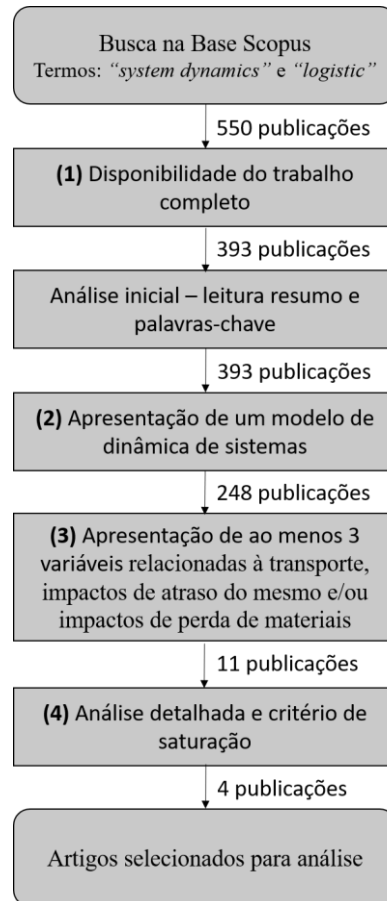 Busca na Base Scopus
Termos: “system dynamics” e “logistic”
550 publicações
(1) Disponibilidade do trabalho
completo
393 publicações
Análise inicial – leitura resumo e
palavras-chave
393 publicações
(2) Apresentação de um modelo de
dinâmica de sistemas
248 publicações
(3) Apresentação de ao menos 3
variáveis relacionadas à transporte,
impactos de atraso do mesmo e/ou
impactos de perda de materiais
11 publicações
(4) Análise detalhada e critério de
saturação
4 publicações
Artigos selecionados para análise